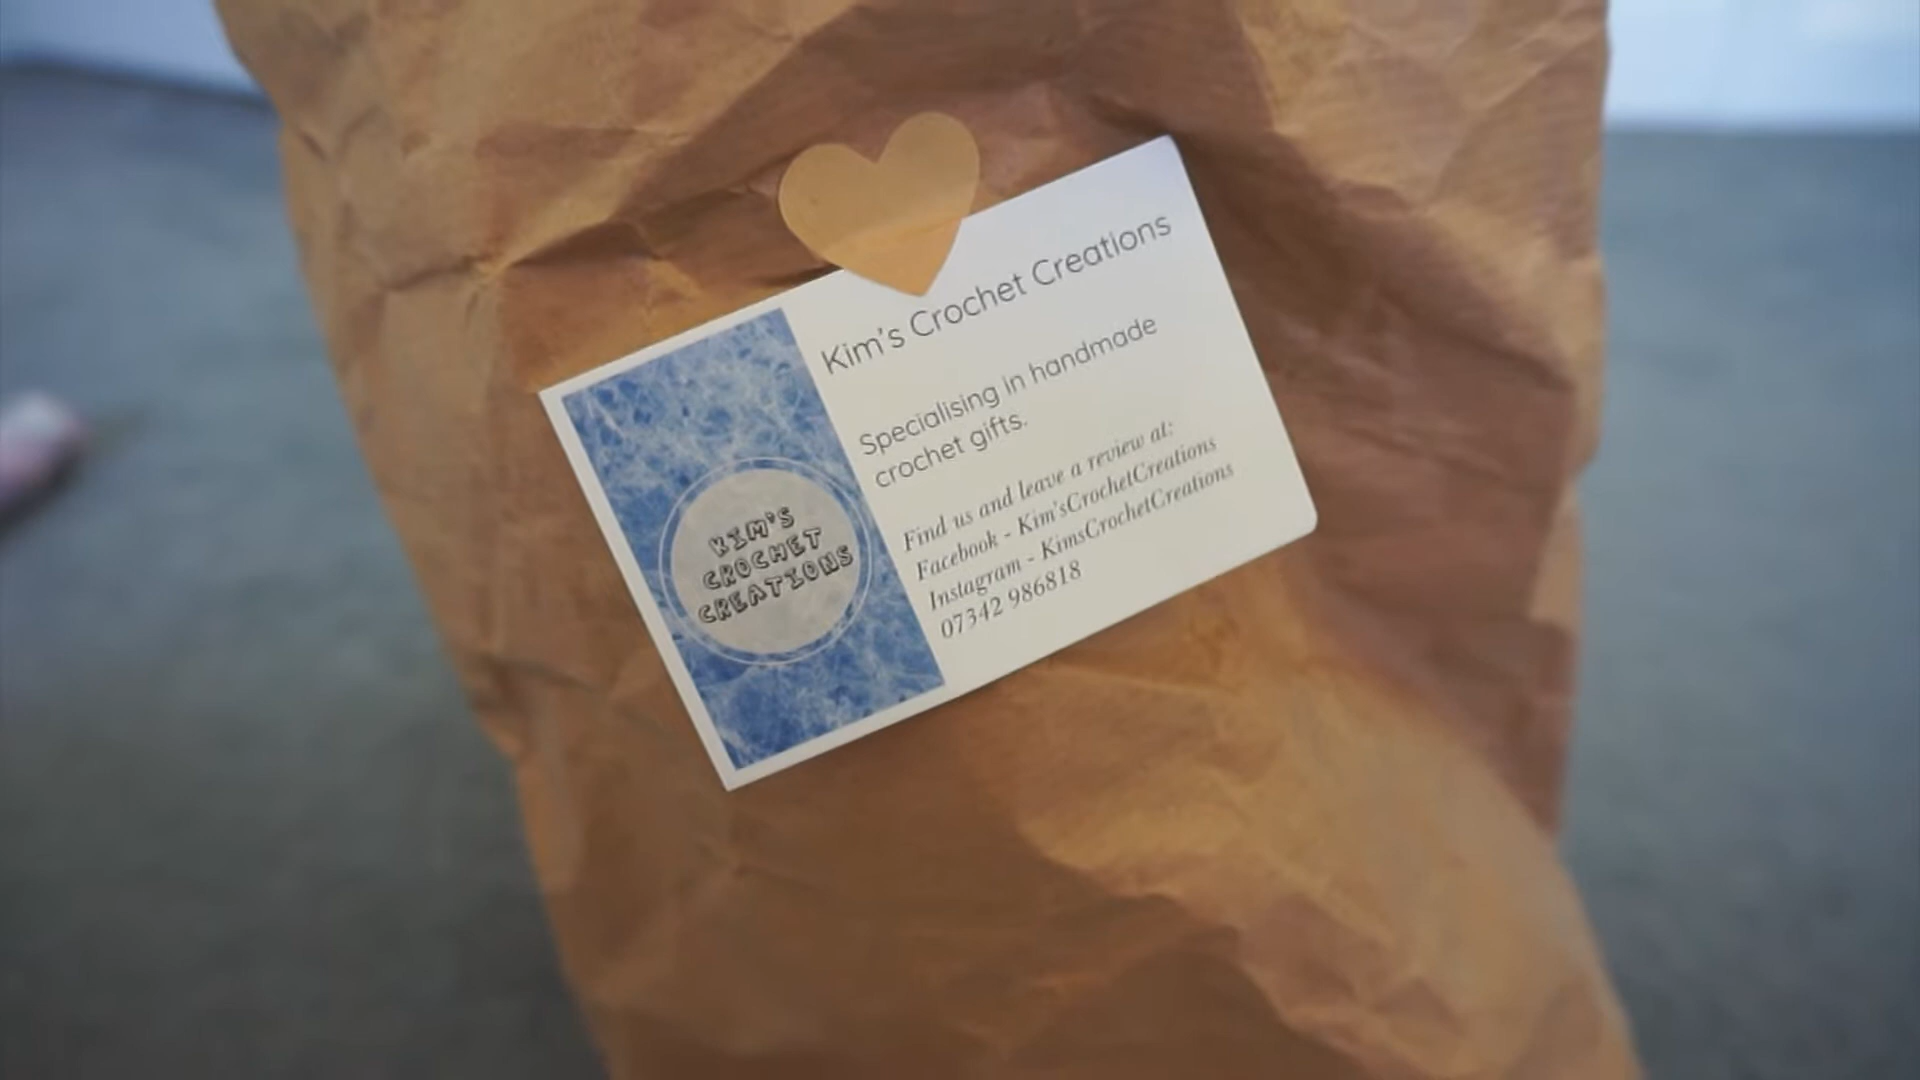 Kim's Crochet Creations
Specialising in handmade
crochet gifts.
Find us and leave a review at:
Facebook - Kim'sCrochetCreations
Instagram - KimsCrochetCreations
07342 986818
KIM'S
CROCHET
CREATIONS